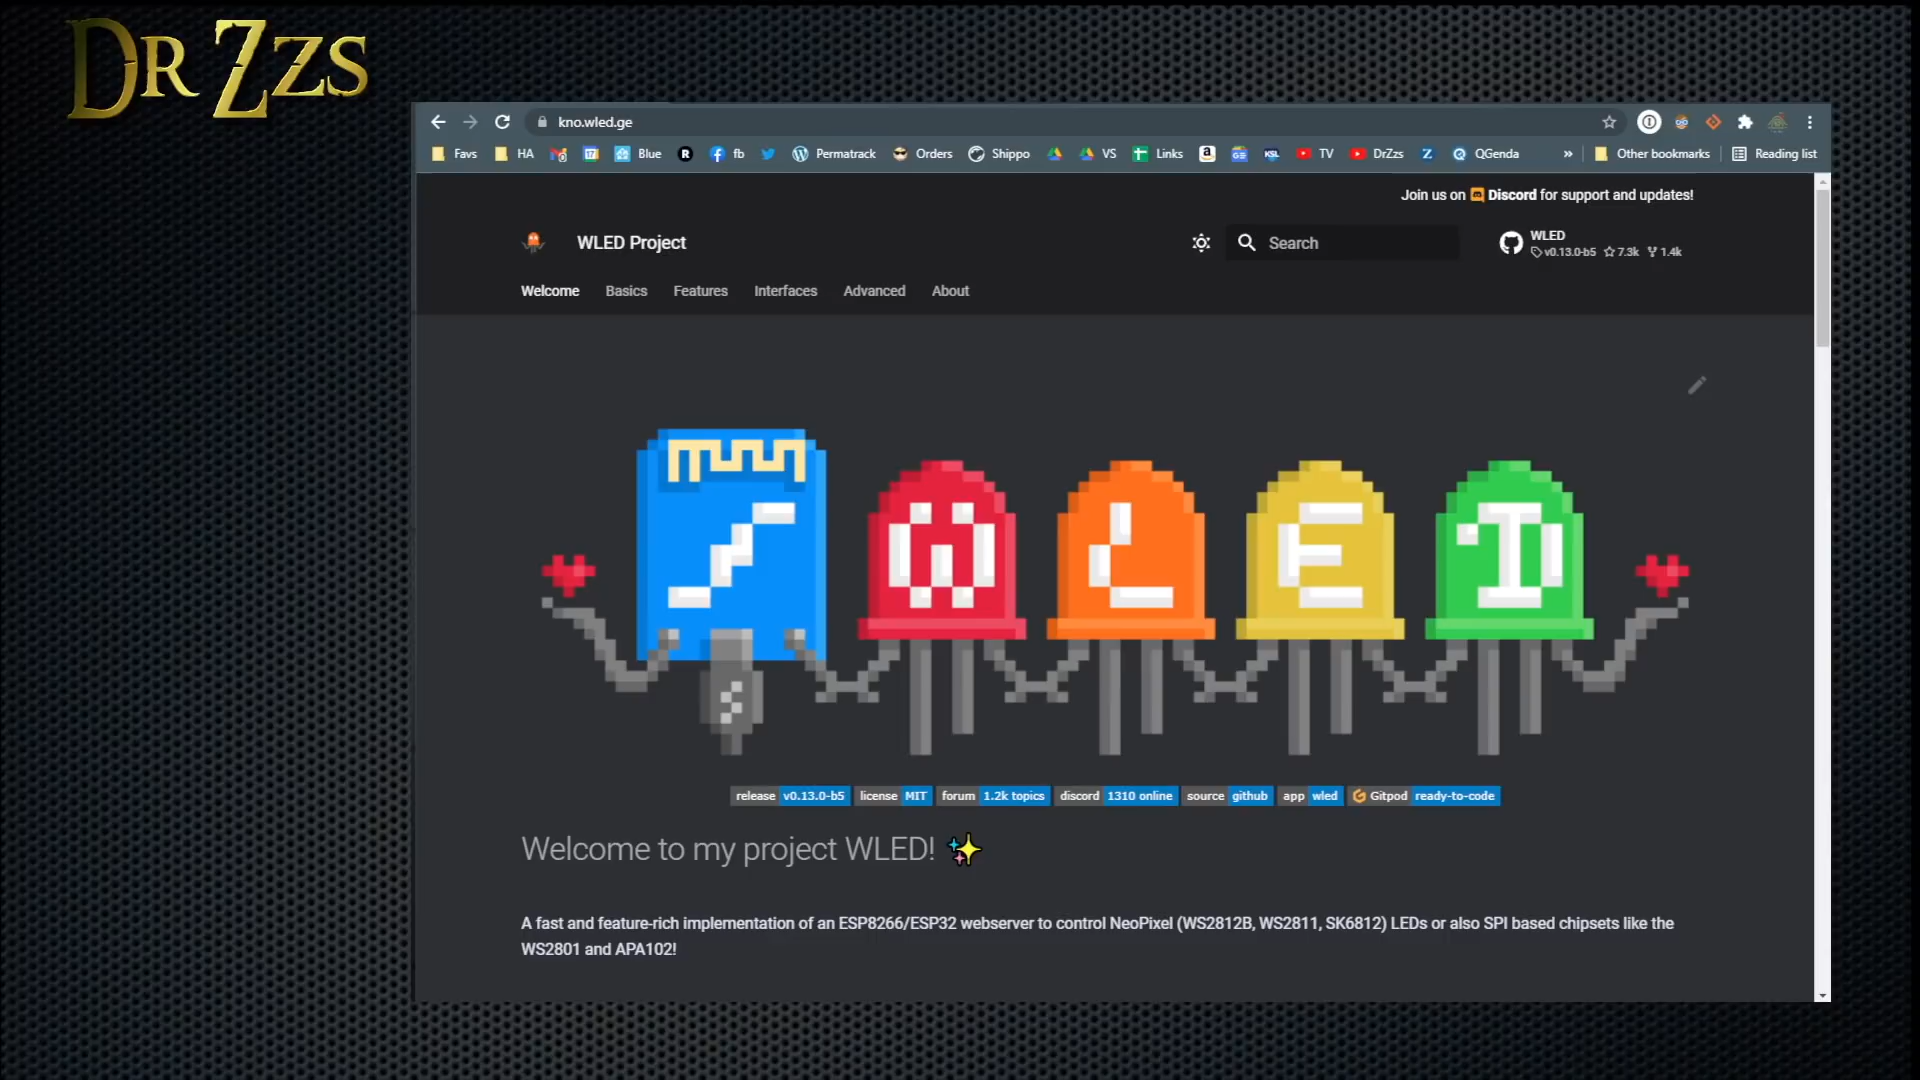 DR ZZS
kno.wled.ge
Favs HA Blue fb Permatrack Orders Shippo VS Links TV DrZzs QGenda » Other bookmarks Reading list
Join us on Discord for support and updates!
WLED Project
Search
WLED
v0.13.0-b5 7.3k 1.4k
Welcome Basics Features Interfaces Advanced About
W L E D
release v0.13.0-b5 license MIT forum 1.2k topics discord 1310 online source github app wled Gitpod ready-to-code
Welcome to my project WLED!
A fast and feature-rich implementation of an ESP8266/ESP32 webserver to control NeoPixel (WS2812B, WS2811, SK6812) LEDs or also SPI based chipsets like the
WS2801 and APA102!